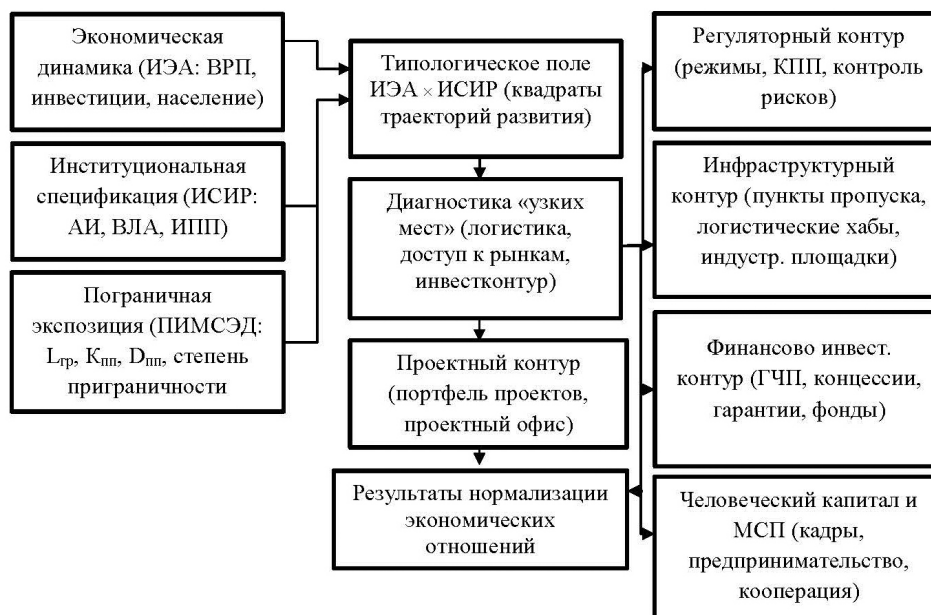 Экономическая
динамика (ИЭА: ВРП,
инвестиции, население)
Институциональная
спецификация (ИСИР:
АИ, ВЛА, ИПП)
Пограничная
экспозиция (ПИМСЭД:
Lгр, Kпп, Dпп, степень
приграничности
Типологическое поле
ИЭА × ИСИР (квадраты
траекторий развития)
Диагностика «узких
мест» (логистика,
доступ к рынкам,
инвестконтур)
Проектный контур
(портфель проектов,
проектный офис)
Результаты нормализации
экономических
отношений
Регуляторный контур
(режимы, КПП, контроль
рисков)
Инфраструктурный
контур (пункты пропуска,
логистические хабы,
индустр. площадки)
Финансово инвест.
контур (ГЧП, концессии,
гарантии, фонды)
Человеческий капитал и
МСП (кадры,
предпринимательство,
кооперация)